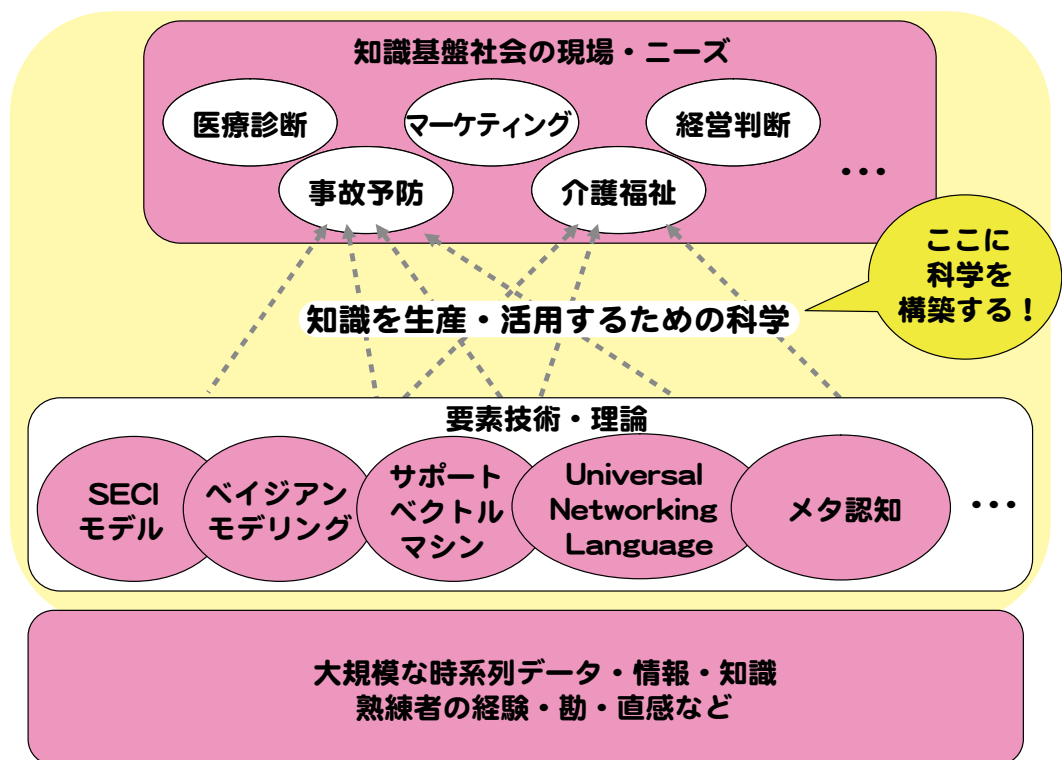 知識基盤社会の現場・ニーズ
医療診断
マーケティング
経営判断
事故予防
介護福祉
・・・
ここに
科学を
構築する！
知識を生産・活用するための科学
要素技術・理論
SECI
モデル
ベイジアン
モデリング
サポート
ベクトル
マシン
Universal
Networking
Language
メタ認知
・・・
大規模な時系列データ・情報・知識
熟練者の経験・勘・直感など